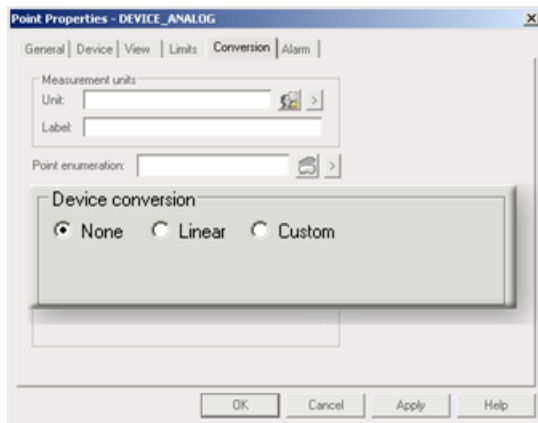 Point Properties - DEVICE_ANALOG
General Device View Limits Conversion Alarm
Measurement units
Unit:
Label:
Point enumeration:
Device conversion
None Linear Custom
OK Cancel Apply Help